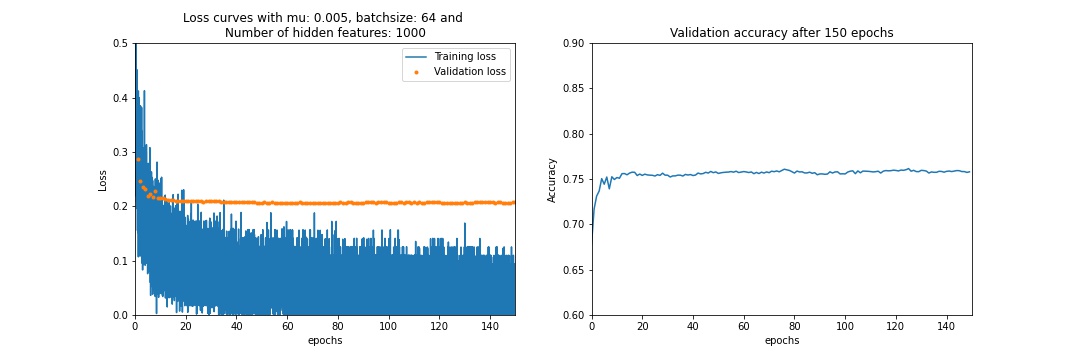 Loss curves with mu: 0.005, batchsize: 64 and
Number of hidden features: 1000
0.5
0.4
0.3
0.2
0.1
0.0
Loss
Training loss
Validation loss
0 20 40 60 80 100 120 140
epochs
Validation accuracy after 150 epochs
0.90
0.85
0.80
0.75
0.70
0.65
0.60
Accuracy
0 20 40 60 80 100 120 140
epochs